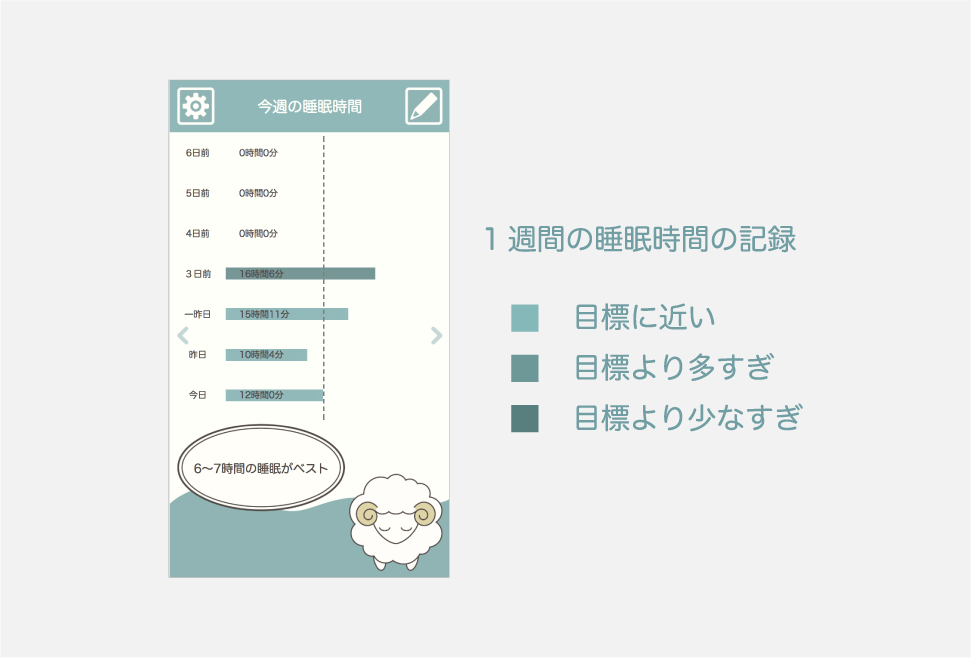 今週の睡眠時間
6日前 0時間0分
5日前 0時間0分
4日前 0時間0分
３日前 16時間6分
一昨日 15時間11分
昨日 10時間4分
今日 12時間0分
6〜7時間の睡眠がベスト
1 週間の睡眠時間の記録
目標に近い
目標より多すぎ
目標より少なすぎ